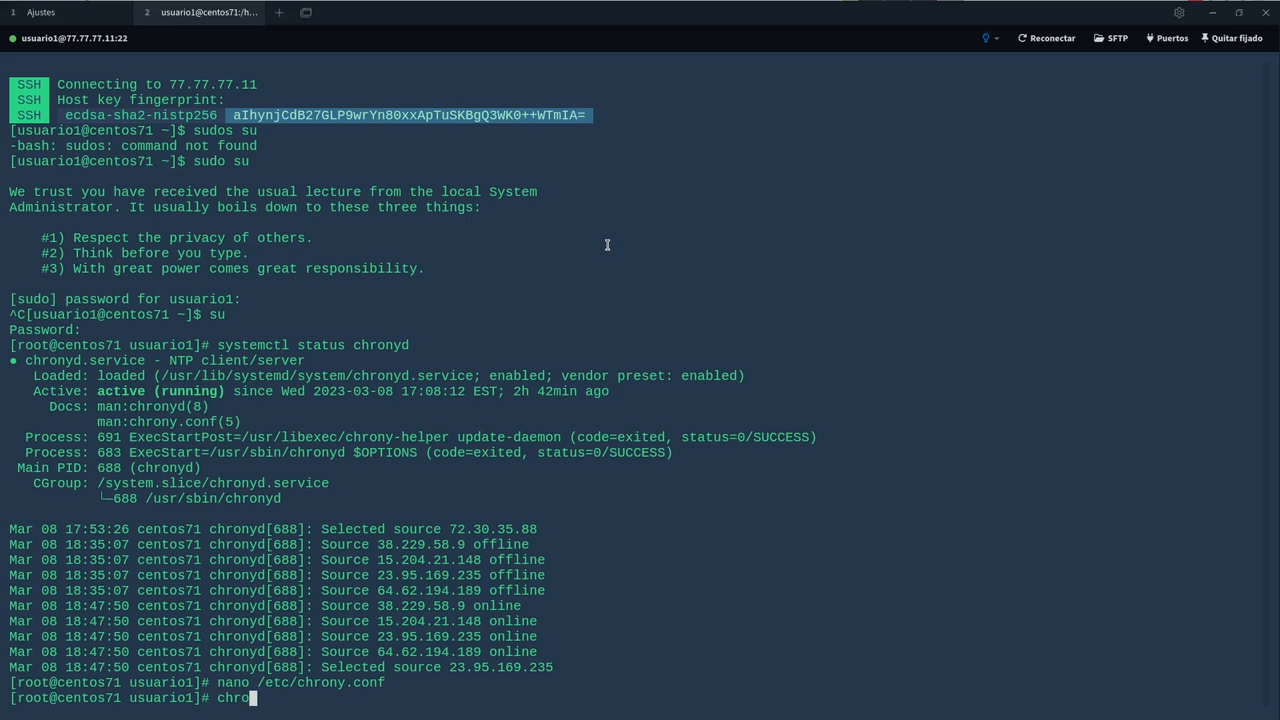 1 Ajustes
2 usuario1@centos71:/h...
usuario1@77.77.77.11:22
Reconectar SFTP Puertos Quitar fijado
SSH Connecting to 77.77.77.11
SSH Host key fingerprint:
SSH ecdsa-sha2-nistp256 aIhynjCdB27GLP9wrYn80xxApTuSKBgQ3WK0++WTmIA=
[usuario1@centos71 ~]$ sudos su
-bash: sudos: command not found
[usuario1@centos71 ~]$ sudo su
We trust you have received the usual lecture from the local System
Administrator. It usually boils down to these three things:
#1) Respect the privacy of others.
#2) Think before you type.
#3) With great power comes great responsibility.
[sudo] password for usuario1:
^C[usuario1@centos71 ~]$ su
Password:
[root@centos71 usuario1]# systemctl status chronyd
● chronyd.service - NTP client/server
Loaded: loaded (/usr/lib/systemd/system/chronyd.service; enabled; vendor preset: enabled)
Active: active (running) since Wed 2023-03-08 17:08:12 EST; 2h 42min ago
Docs: man:chronyd(8)
man:chrony.conf(5)
Process: 691 ExecStartPost=/usr/libexec/chrony-helper update-daemon (code=exited, status=0/SUCCESS)
Process: 683 ExecStart=/usr/sbin/chronyd $OPTIONS (code=exited, status=0/SUCCESS)
Main PID: 688 (chronyd)
CGroup: /system.slice/chronyd.service
└─688 /usr/sbin/chronyd
Mar 08 17:53:26 centos71 chronyd[688]: Selected source 72.30.35.88
Mar 08 18:35:07 centos71 chronyd[688]: Source 38.229.58.9 offline
Mar 08 18:35:07 centos71 chronyd[688]: Source 15.204.21.148 offline
Mar 08 18:35:07 centos71 chronyd[688]: Source 23.95.169.235 offline
Mar 08 18:35:07 centos71 chronyd[688]: Source 64.62.194.189 offline
Mar 08 18:47:50 centos71 chronyd[688]: Source 38.229.58.9 online
Mar 08 18:47:50 centos71 chronyd[688]: Source 15.204.21.148 online
Mar 08 18:47:50 centos71 chronyd[688]: Source 23.95.169.235 online
Mar 08 18:47:50 centos71 chronyd[688]: Source 64.62.194.189 online
Mar 08 18:47:50 centos71 chronyd[688]: Selected source 23.95.169.235
[root@centos71 usuario1]# nano /etc/chrony.conf
[root@centos71 usuario1]# chro